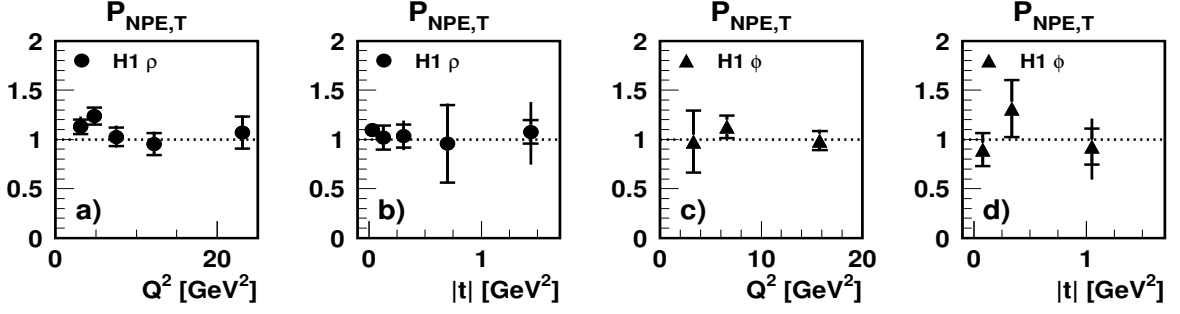 P_NPE,T
2
1.5
1
0.5
0
H1 ρ
a)
0 20
Q² [GeV²]
P_NPE,T
2
1.5
1
0.5
0
H1 ρ
b)
0 1
|t| [GeV²]
P_NPE,T
2
1.5
1
0.5
0
H1 ϕ
c)
0 10 20
Q² [GeV²]
P_NPE,T
2
1.5
1
0.5
0
H1 ϕ
d)
0 1
|t| [GeV²]